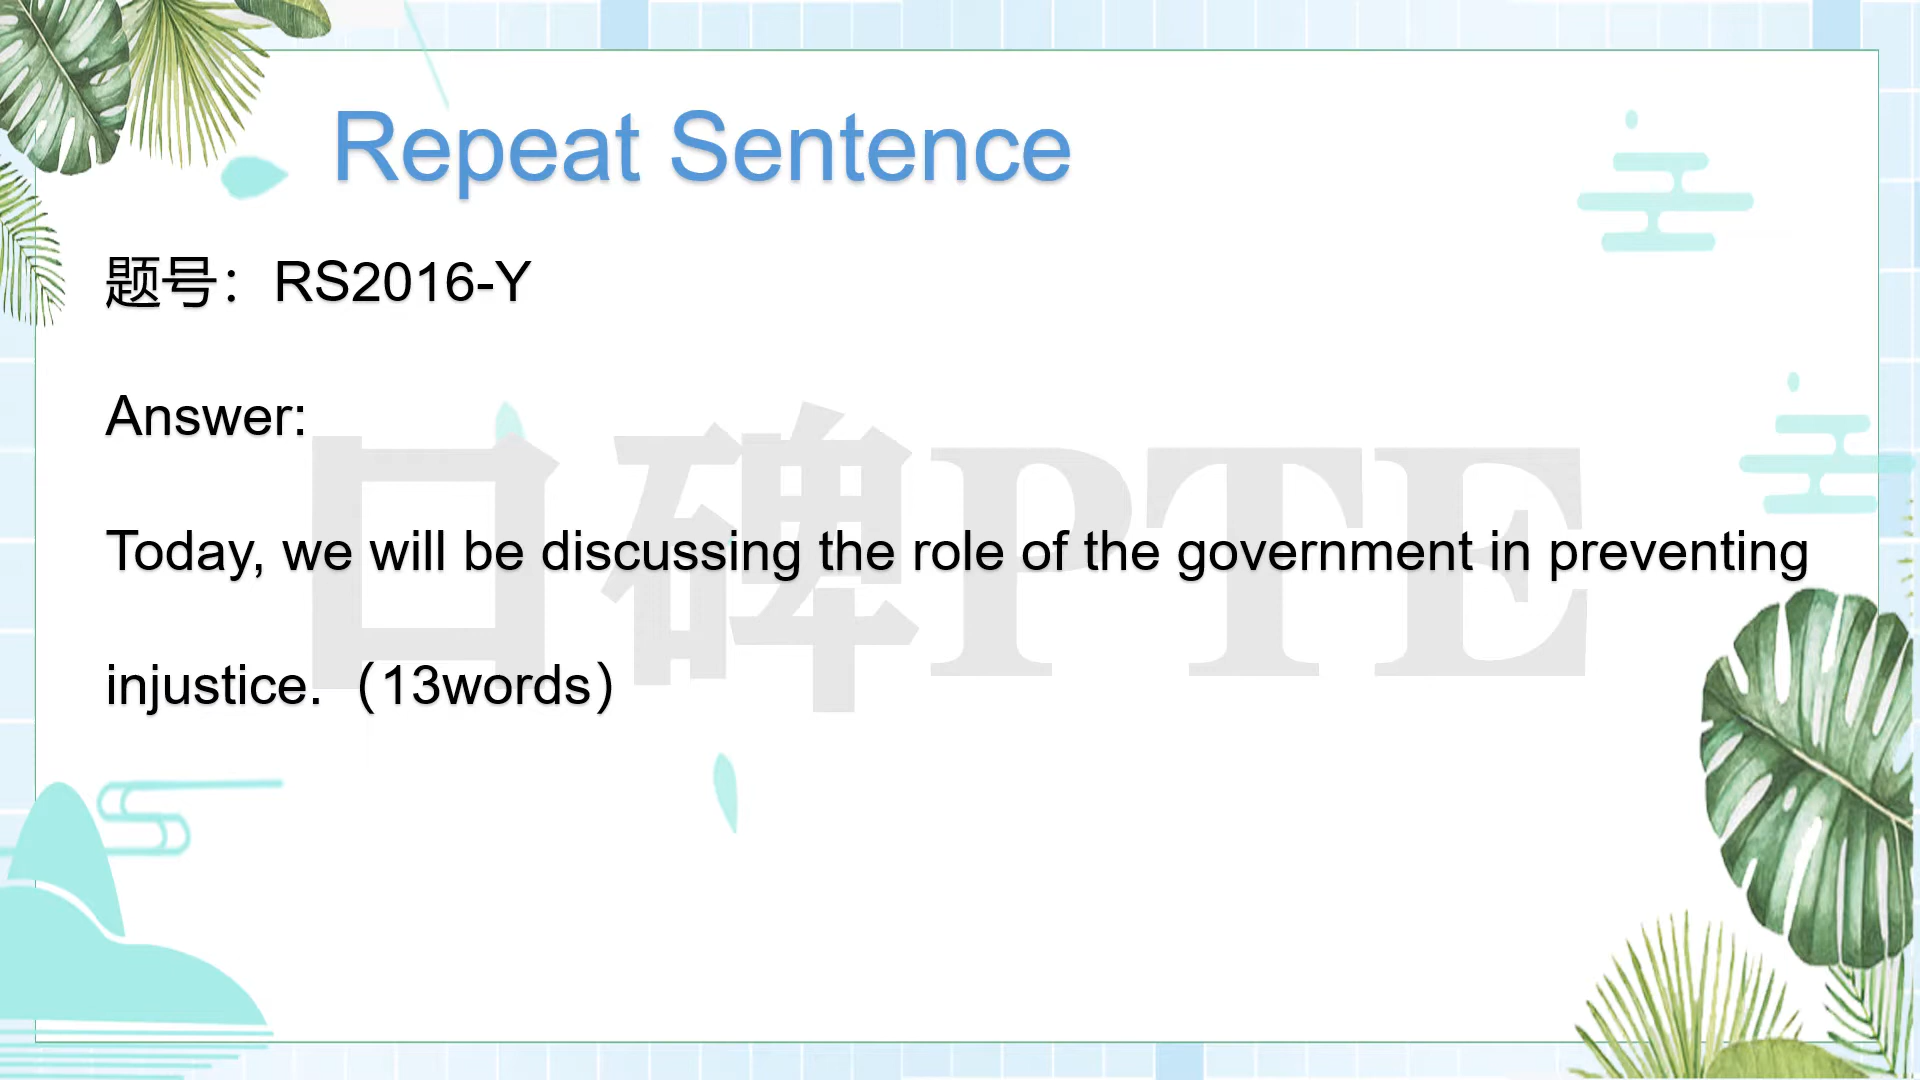 Repeat Sentence
题号：RS2016-Y
Answer:
口碑PTE
Today, we will be discussing the role of the government in preventing
injustice.（13words）